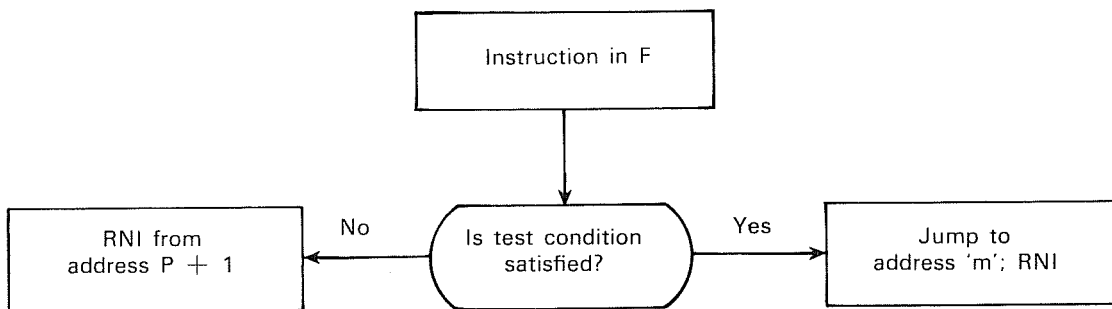 Instruction in F
No
Yes
RNI from
address P + 1
Is test condition
satisfied?
Jump to
address ‘m’; RNI